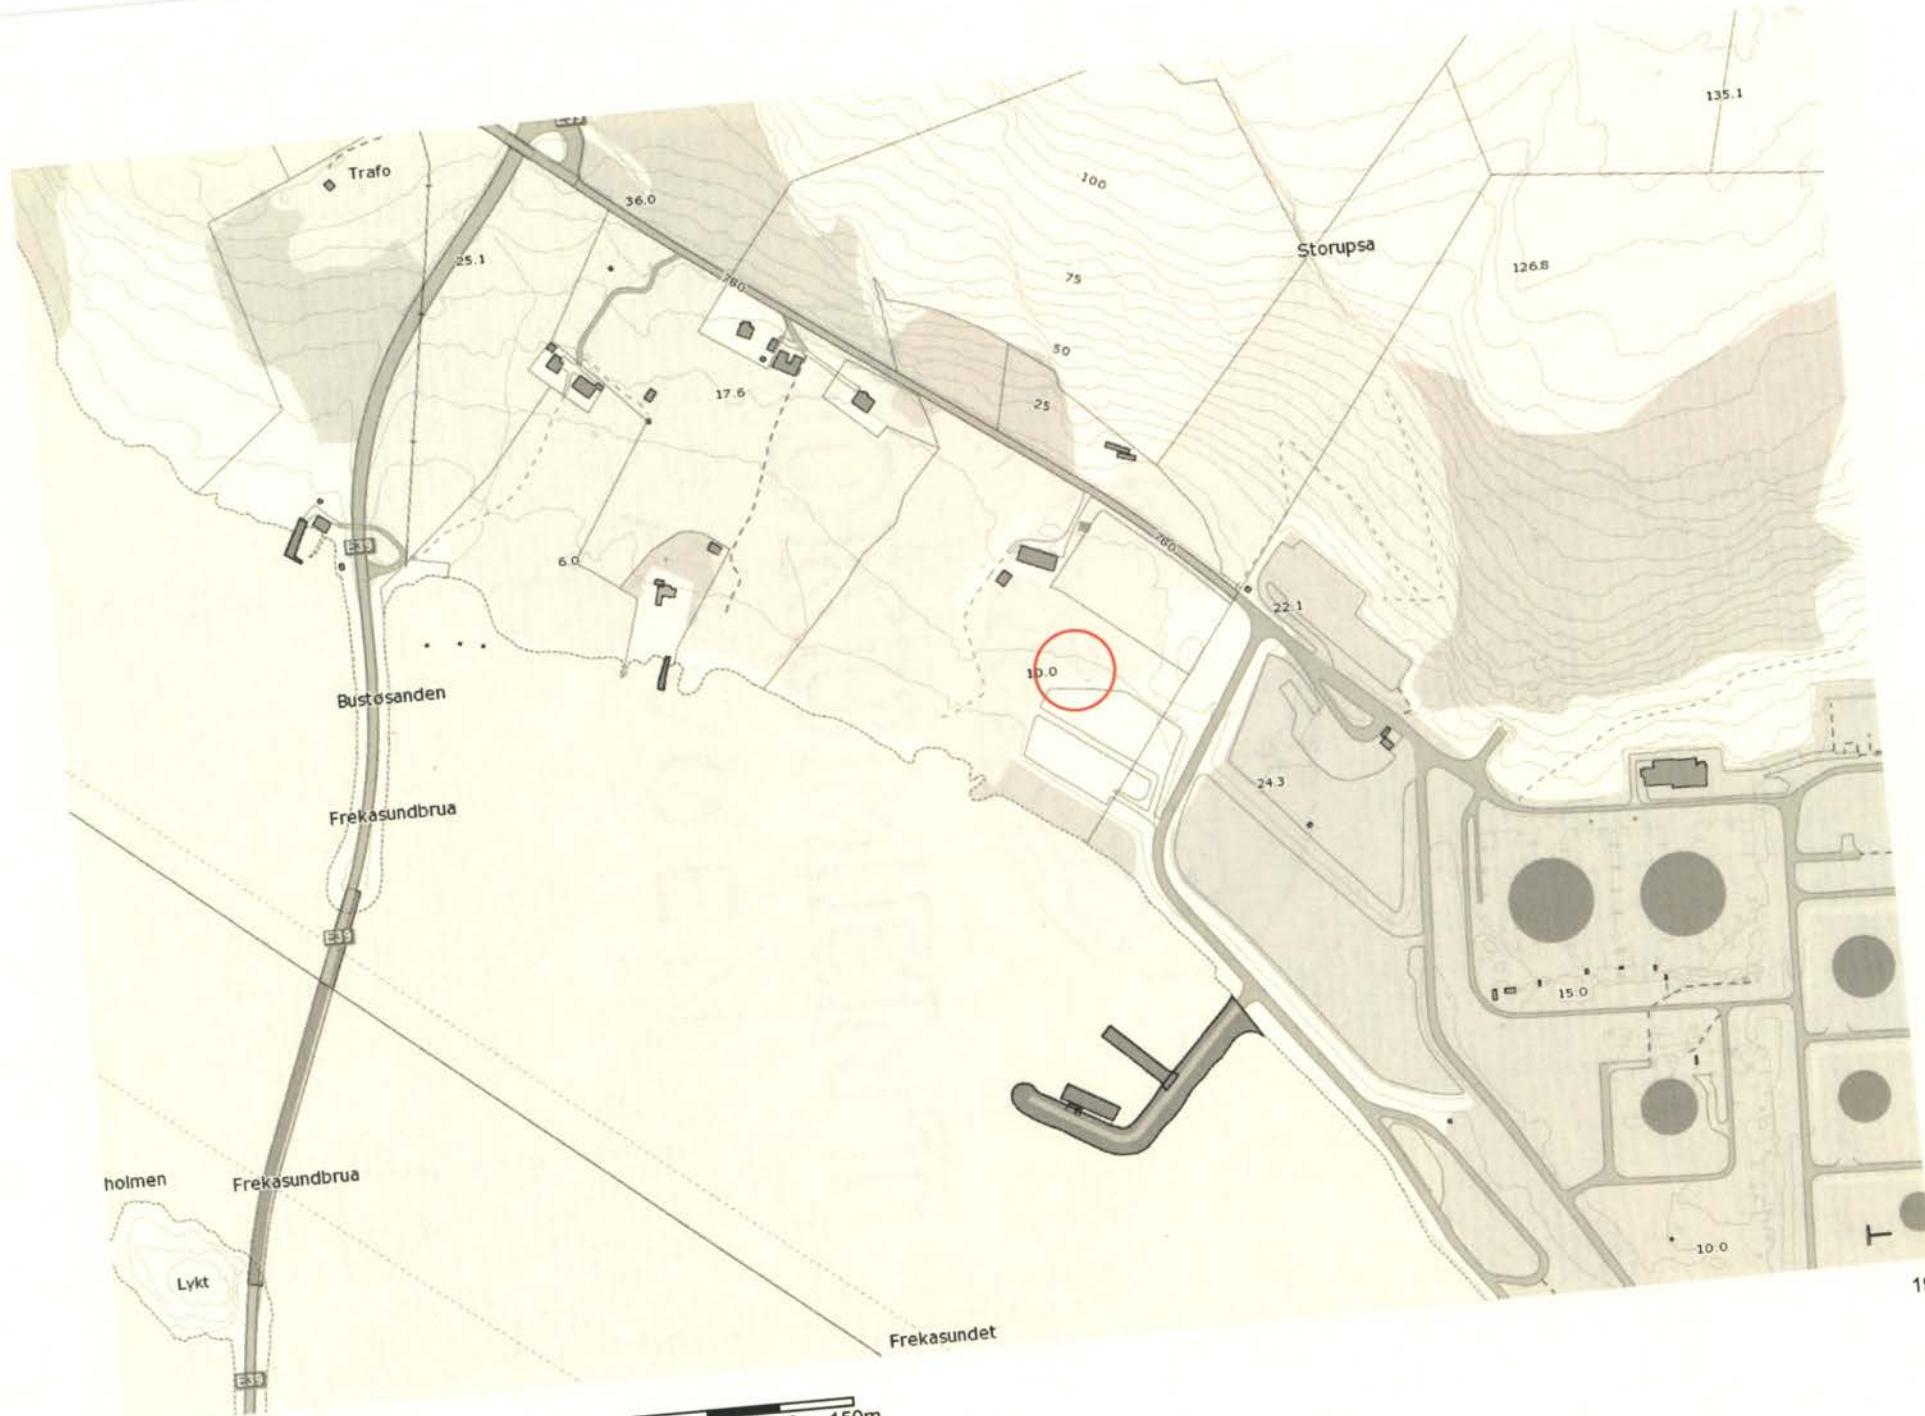 135.1
Trafo
100
36.0
Storupsa
25.1
126.8
75
780
50
17.6
25
E39
760
6.0
22.1
10.0
Bustøsanden
24.3
Frekasundbrua
E39
15.0
holmen
Frekasundbrua
10.0
Lykt
Frekasundet
E39
150m